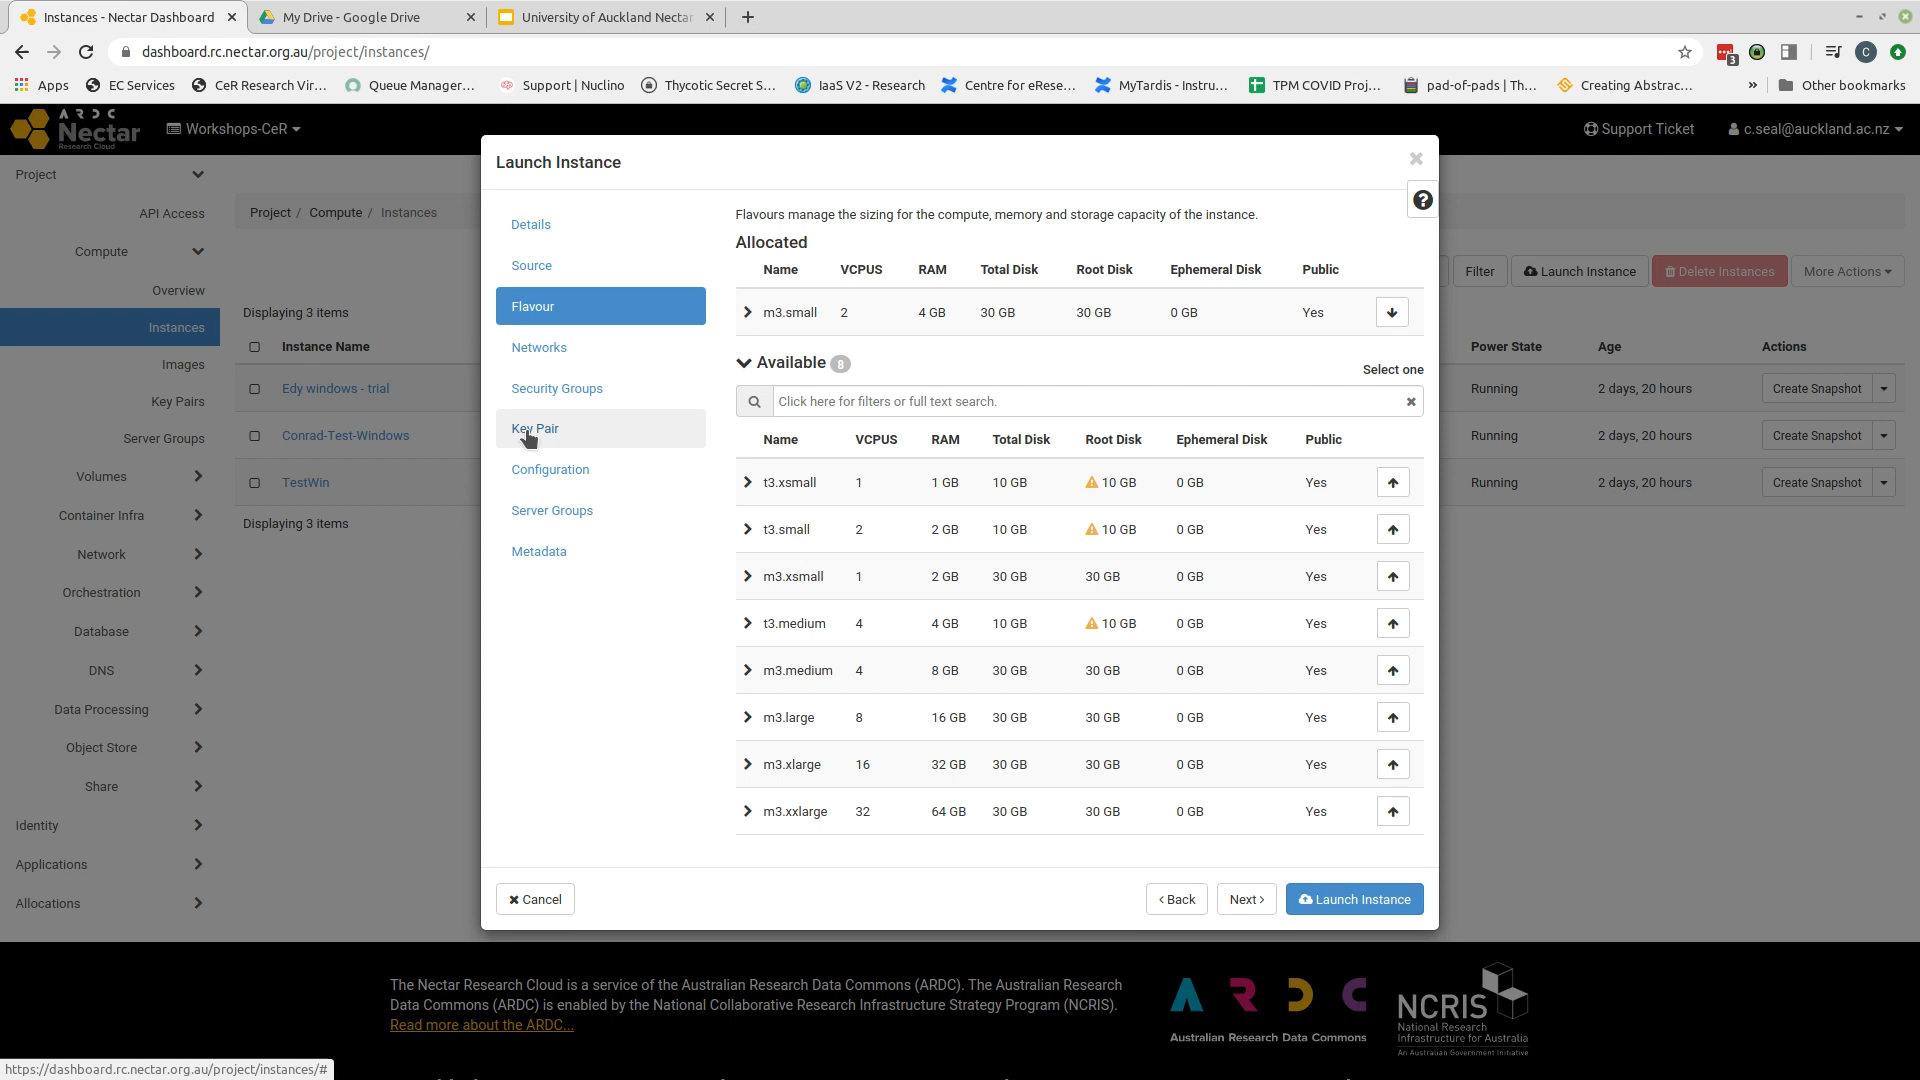 Instances - Nectar Dashboard
My Drive - Google Drive
University of Auckland Nectar
dashboard.rc.nectar.org.au/project/instances/
3
C
Apps
EC Services
CeR Research Vir...
Queue Manager...
Support | Nuclino
Thycotic Secret S...
IaaS V2 - Research
Centre for eRese...
MyTardis - Instru...
TPM COVID Proj...
pad-of-pads | Th...
Creating Abstrac...
»
Other bookmarks
ARDC
Nectar
Research Cloud
Workshops-CeR
Support Ticket
c.seal@auckland.ac.nz
Project
API Access
Compute
Overview
Instances
Images
Key Pairs
Server Groups
Volumes
Container Infra
Network
Orchestration
Database
DNS
Data Processing
Object Store
Share
Identity
Applications
Allocations
Project / Compute / Instances
Filter
Launch Instance
Delete Instances
More Actions
Displaying 3 items
Instance Name
Power State
Age
Actions
Edy windows - trial
Running
2 days, 20 hours
Create Snapshot
Conrad-Test-Windows
Running
2 days, 20 hours
Create Snapshot
TestWin
Running
2 days, 20 hours
Create Snapshot
Displaying 3 items
Launch Instance
Details
Source
Flavour
Networks
Security Groups
Key Pair
Configuration
Server Groups
Metadata
Flavours manage the sizing for the compute, memory and storage capacity of the instance.
Allocated
Name VCPUS RAM Total Disk Root Disk Ephemeral Disk Public
m3.small 2 4 GB 30 GB 30 GB 0 GB Yes
Available 8
Select one
Click here for filters or full text search.
Name VCPUS RAM Total Disk Root Disk Ephemeral Disk Public
t3.xsmall 1 1 GB 10 GB 10 GB 0 GB Yes
t3.small 2 2 GB 10 GB 10 GB 0 GB Yes
m3.xsmall 1 2 GB 30 GB 30 GB 0 GB Yes
t3.medium 4 4 GB 10 GB 10 GB 0 GB Yes
m3.medium 4 8 GB 30 GB 30 GB 0 GB Yes
m3.large 8 16 GB 30 GB 30 GB 0 GB Yes
m3.xlarge 16 32 GB 30 GB 30 GB 0 GB Yes
m3.xxlarge 32 64 GB 30 GB 30 GB 0 GB Yes
Cancel
Back
Next
Launch Instance
The Nectar Research Cloud is a service of the Australian Research Data Commons (ARDC). The Australian Research
Data Commons (ARDC) is enabled by the National Collaborative Research Infrastructure Strategy Program (NCRIS).
Read more about the ARDC...
ARDC
Australian Research Data Commons
NCRIS
National Research
Infrastructure for Australia
An Australian Government Initiative
https://dashboard.rc.nectar.org.au/project/instances/#